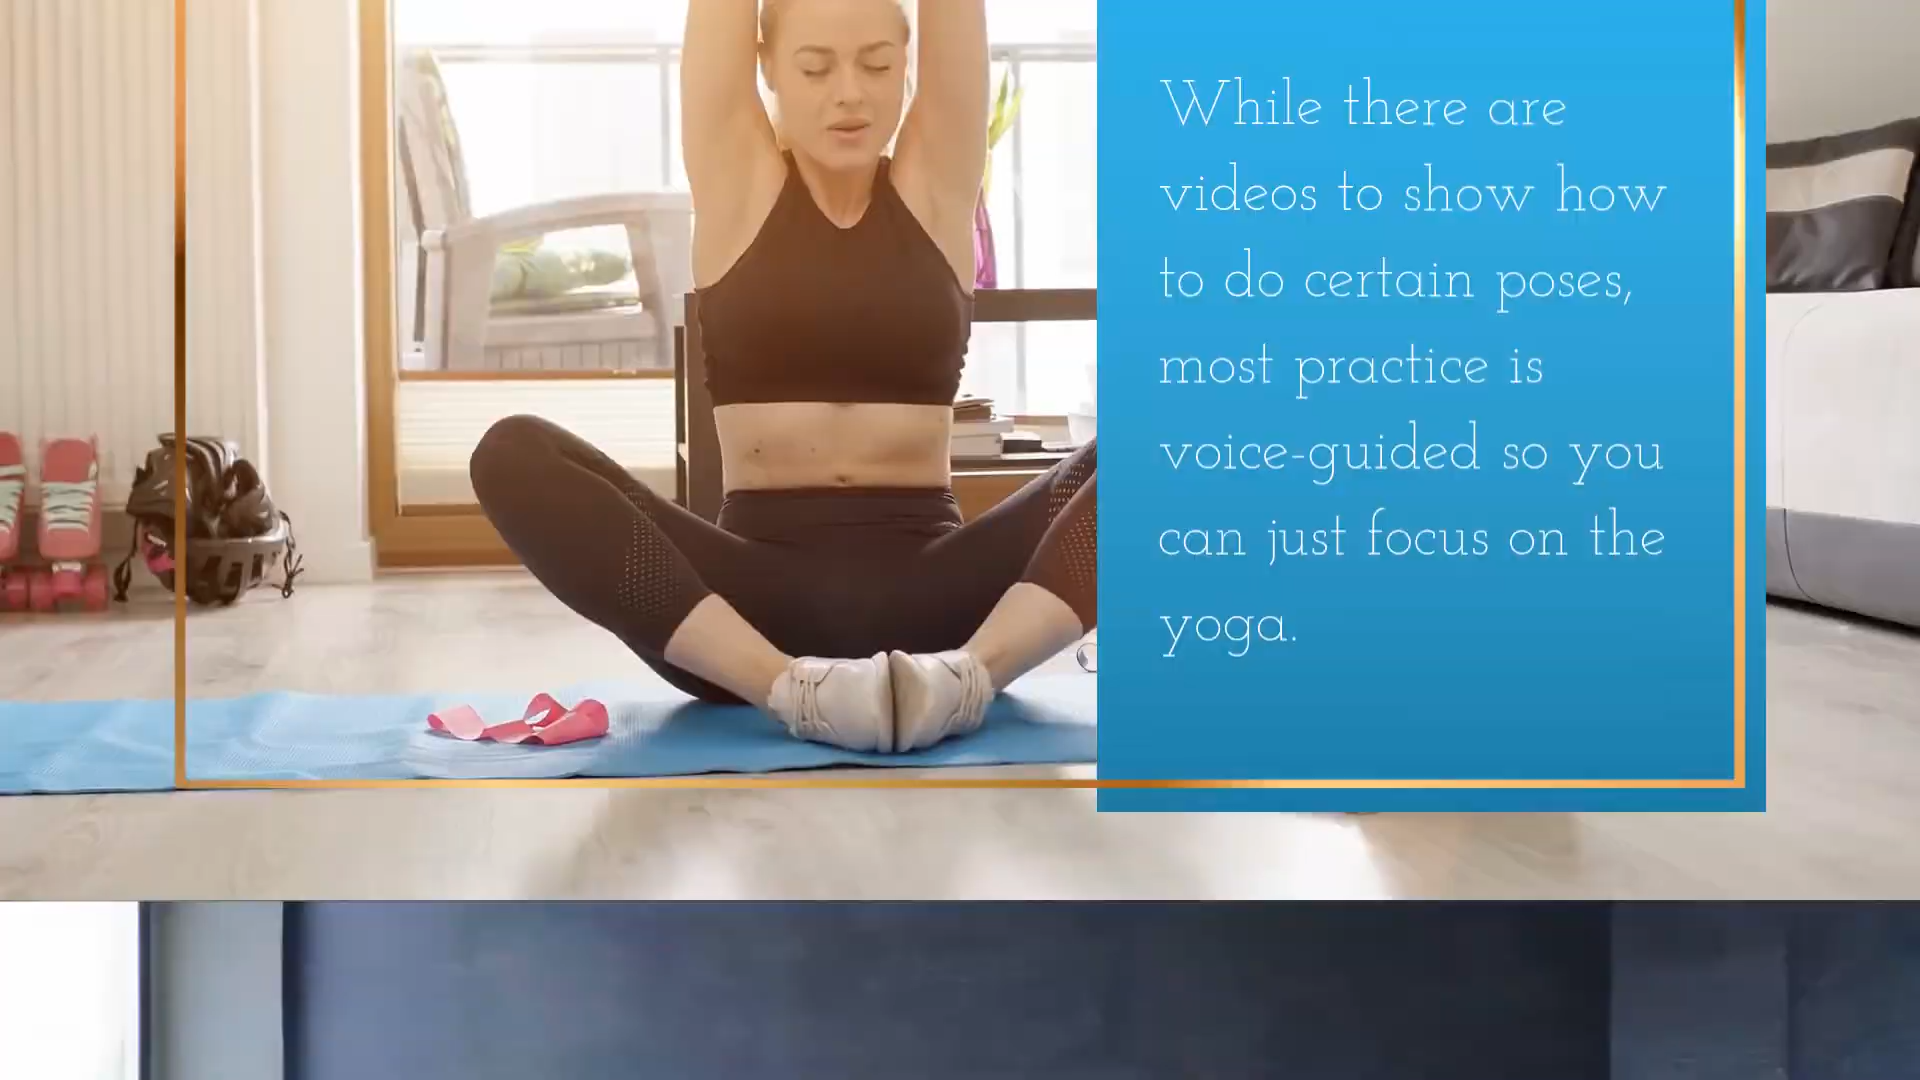 While there are
videos to show how
to do certain poses,
most practice is
voice-guided so you
can just focus on the
yoga.